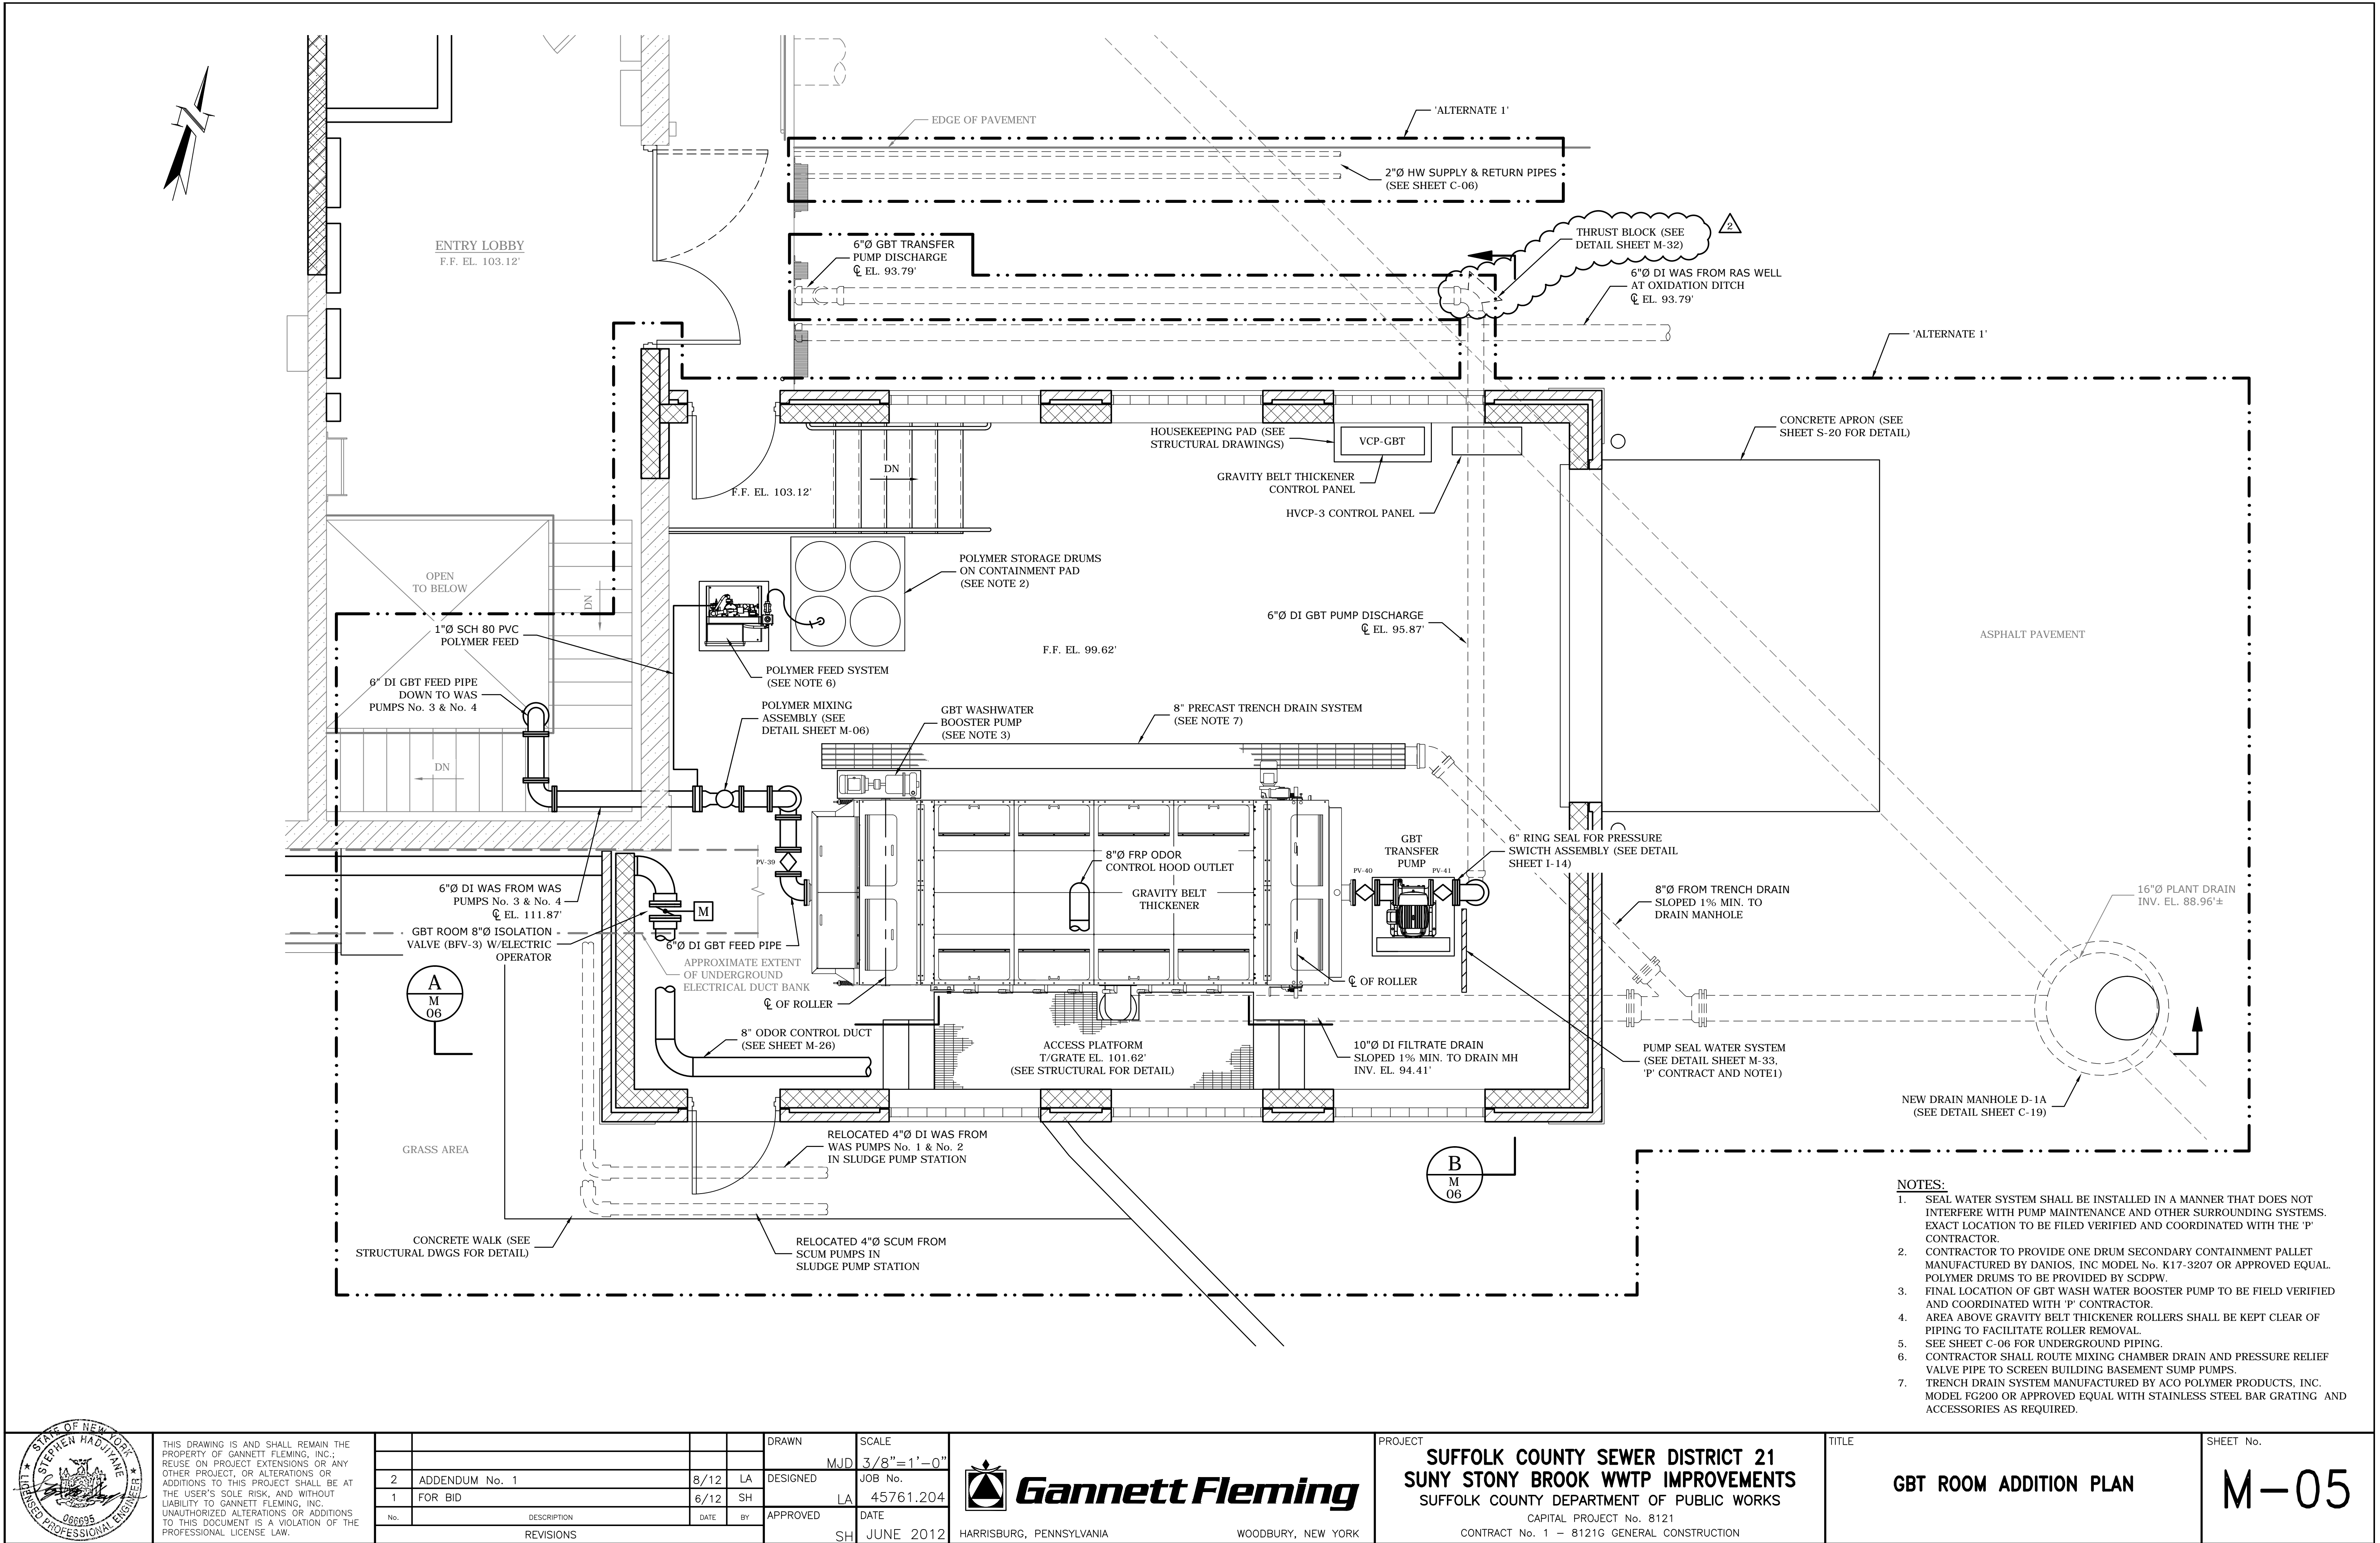 N
EDGE OF PAVEMENT
'ALTERNATE 1'
2"Ø HW SUPPLY & RETURN PIPES
(SEE SHEET C-06)
THRUST BLOCK (SEE
DETAIL SHEET M-32)
2
ENTRY LOBBY
F.F. EL. 103.12'
6"Ø GBT TRANSFER
PUMP DISCHARGE
℄ EL. 93.79'
6"Ø DI WAS FROM RAS WELL
AT OXIDATION DITCH
℄ EL. 93.79'
'ALTERNATE 1'
HOUSEKEEPING PAD (SEE
STRUCTURAL DRAWINGS)
VCP-GBT
CONCRETE APRON (SEE
SHEET S-20 FOR DETAIL)
DN
F.F. EL. 103.12'
GRAVITY BELT THICKENER
CONTROL PANEL
HVCP-3 CONTROL PANEL
OPEN
TO BELOW
DN
POLYMER STORAGE DRUMS
ON CONTAINMENT PAD
(SEE NOTE 2)
1"Ø SCH 80 PVC
POLYMER FEED
6"Ø DI GBT PUMP DISCHARGE
℄ EL. 95.87'
ASPHALT PAVEMENT
F.F. EL. 99.62'
POLYMER FEED SYSTEM
(SEE NOTE 6)
6" DI GBT FEED PIPE
DOWN TO WAS
PUMPS No. 3 & No. 4
POLYMER MIXING
ASSEMBLY (SEE
DETAIL SHEET M-06)
GBT WASHWATER
BOOSTER PUMP
(SEE NOTE 3)
8" PRECAST TRENCH DRAIN SYSTEM
(SEE NOTE 7)
DN
PV-39
8"Ø FRP ODOR
CONTROL HOOD OUTLET
GRAVITY BELT
THICKENER
GBT
TRANSFER
PUMP
PV-40
PV-41
6" RING SEAL FOR PRESSURE
SWICTH ASSEMBLY (SEE DETAIL
SHEET I-14)
6"Ø DI WAS FROM WAS
PUMPS No. 3 & No. 4
℄ EL. 111.87'
M
8"Ø FROM TRENCH DRAIN
SLOPED 1% MIN. TO
DRAIN MANHOLE
16"Ø PLANT DRAIN
INV. EL. 88.96'±
GBT ROOM 8"Ø ISOLATION
VALVE (BFV-3) W/ELECTRIC
OPERATOR
6"Ø DI GBT FEED PIPE
APPROXIMATE EXTENT
OF UNDERGROUND
ELECTRICAL DUCT BANK
℄ OF ROLLER
℄ OF ROLLER
A
M
06
8" ODOR CONTROL DUCT
(SEE SHEET M-26)
ACCESS PLATFORM
T/GRATE EL. 101.62'
(SEE STRUCTURAL FOR DETAIL)
10"Ø DI FILTRATE DRAIN
SLOPED 1% MIN. TO DRAIN MH
INV. EL. 94.41'
PUMP SEAL WATER SYSTEM
(SEE DETAIL SHEET M-33,
'P' CONTRACT AND NOTE1)
NEW DRAIN MANHOLE D-1A
(SEE DETAIL SHEET C-19)
GRASS AREA
RELOCATED 4"Ø DI WAS FROM
WAS PUMPS No. 1 & No. 2
IN SLUDGE PUMP STATION
B
M
06
CONCRETE WALK (SEE
STRUCTURAL DWGS FOR DETAIL)
RELOCATED 4"Ø SCUM FROM
SCUM PUMPS IN
SLUDGE PUMP STATION
NOTES:
1. SEAL WATER SYSTEM SHALL BE INSTALLED IN A MANNER THAT DOES NOT
INTERFERE WITH PUMP MAINTENANCE AND OTHER SURROUNDING SYSTEMS.
EXACT LOCATION TO BE FILED VERIFIED AND COORDINATED WITH THE 'P'
CONTRACTOR.
2. CONTRACTOR TO PROVIDE ONE DRUM SECONDARY CONTAINMENT PALLET
MANUFACTURED BY DANIOS, INC MODEL No. K17-3207 OR APPROVED EQUAL.
POLYMER DRUMS TO BE PROVIDED BY SCDPW.
3. FINAL LOCATION OF GBT WASH WATER BOOSTER PUMP TO BE FIELD VERIFIED
AND COORDINATED WITH 'P' CONTRACTOR.
4. AREA ABOVE GRAVITY BELT THICKENER ROLLERS SHALL BE KEPT CLEAR OF
PIPING TO FACILITATE ROLLER REMOVAL.
5. SEE SHEET C-06 FOR UNDERGROUND PIPING.
6. CONTRACTOR SHALL ROUTE MIXING CHAMBER DRAIN AND PRESSURE RELIEF
VALVE PIPE TO SCREEN BUILDING BASEMENT SUMP PUMPS.
7. TRENCH DRAIN SYSTEM MANUFACTURED BY ACO POLYMER PRODUCTS, INC.
MODEL FG200 OR APPROVED EQUAL WITH STAINLESS STEEL BAR GRATING AND
ACCESSORIES AS REQUIRED.
STATE OF NEW YORK
STEPHEN HADJIYANE
066695
LICENSED PROFESSIONAL ENGINEER
THIS DRAWING IS AND SHALL REMAIN THE
PROPERTY OF GANNETT FLEMING, INC.;
REUSE ON PROJECT EXTENSIONS OR ANY
OTHER PROJECT, OR ALTERATIONS OR
ADDITIONS TO THIS PROJECT SHALL BE AT
THE USER'S SOLE RISK, AND WITHOUT
LIABILITY TO GANNETT FLEMING, INC.
UNAUTHORIZED ALTERATIONS OR ADDITIONS
TO THIS DOCUMENT IS A VIOLATION OF THE
PROFESSIONAL LICENSE LAW.
2 ADDENDUM No. 1 8/12 LA
1 FOR BID 6/12 SH
No. DESCRIPTION DATE BY
REVISIONS
DRAWN MJD
SCALE 3/8"=1'-0"
DESIGNED LA
JOB No. 45761.204
APPROVED SH
DATE JUNE 2012
Gannett Fleming
HARRISBURG, PENNSYLVANIA WOODBURY, NEW YORK
PROJECT
SUFFOLK COUNTY SEWER DISTRICT 21
SUNY STONY BROOK WWTP IMPROVEMENTS
SUFFOLK COUNTY DEPARTMENT OF PUBLIC WORKS
CAPITAL PROJECT No. 8121
CONTRACT No. 1 - 8121G GENERAL CONSTRUCTION
TITLE
GBT ROOM ADDITION PLAN
SHEET No.
M-05